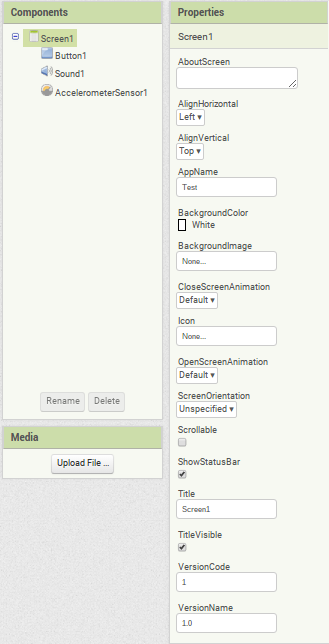 Components
Screen1
Button1
Sound1
AccelerometerSensor1
Rename Delete
Media
Upload File ...
Properties
Screen1
AboutScreen
AlignHorizontal
Left
AlignVertical
Top
AppName
Test
BackgroundColor
White
BackgroundImage
None...
CloseScreenAnimation
Default
Icon
None...
OpenScreenAnimation
Default
ScreenOrientation
Unspecified
Scrollable
ShowStatusBar
Title
Screen1
TitleVisible
VersionCode
1
VersionName
1.0